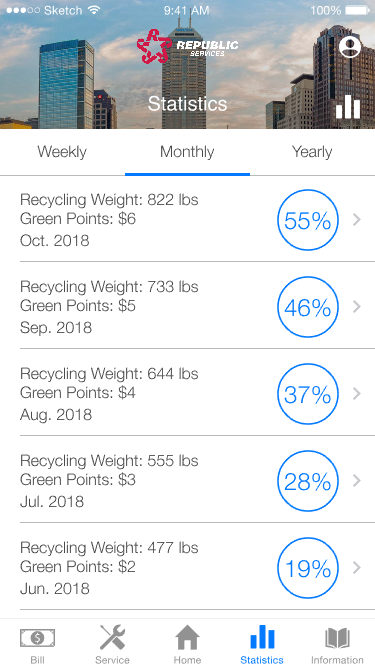 Sketch 9:41 AM 100%
REPUBLIC
SERVICES
Statistics
Weekly Monthly Yearly
Recycling Weight: 822 lbs
Green Points: $6
Oct. 2018
55%
Recycling Weight: 733 lbs
Green Points: $5
Sep. 2018
46%
Recycling Weight: 644 lbs
Green Points: $4
Aug. 2018
37%
Recycling Weight: 555 lbs
Green Points: $3
Jul. 2018
28%
Recycling Weight: 477 lbs
Green Points: $2
Jun. 2018
19%
$
Bill Service Home Statistics Information